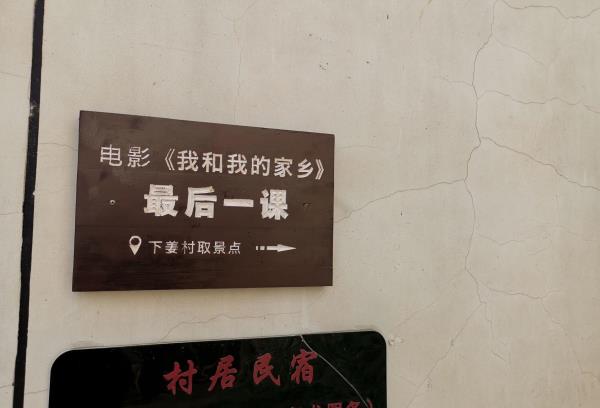 电影《我和我的家乡》
最后一课
下姜村取景点
村居民宿